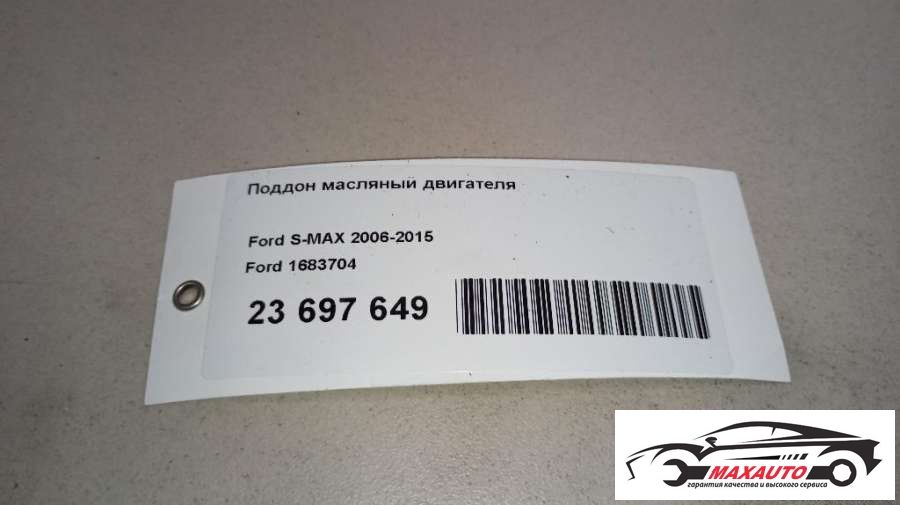 Поддон масляный двигателя
Ford S-MAX 2006-2015
Ford 1683704
23 697 649
MAXAUTO
гарантия качества и высокого сервиса